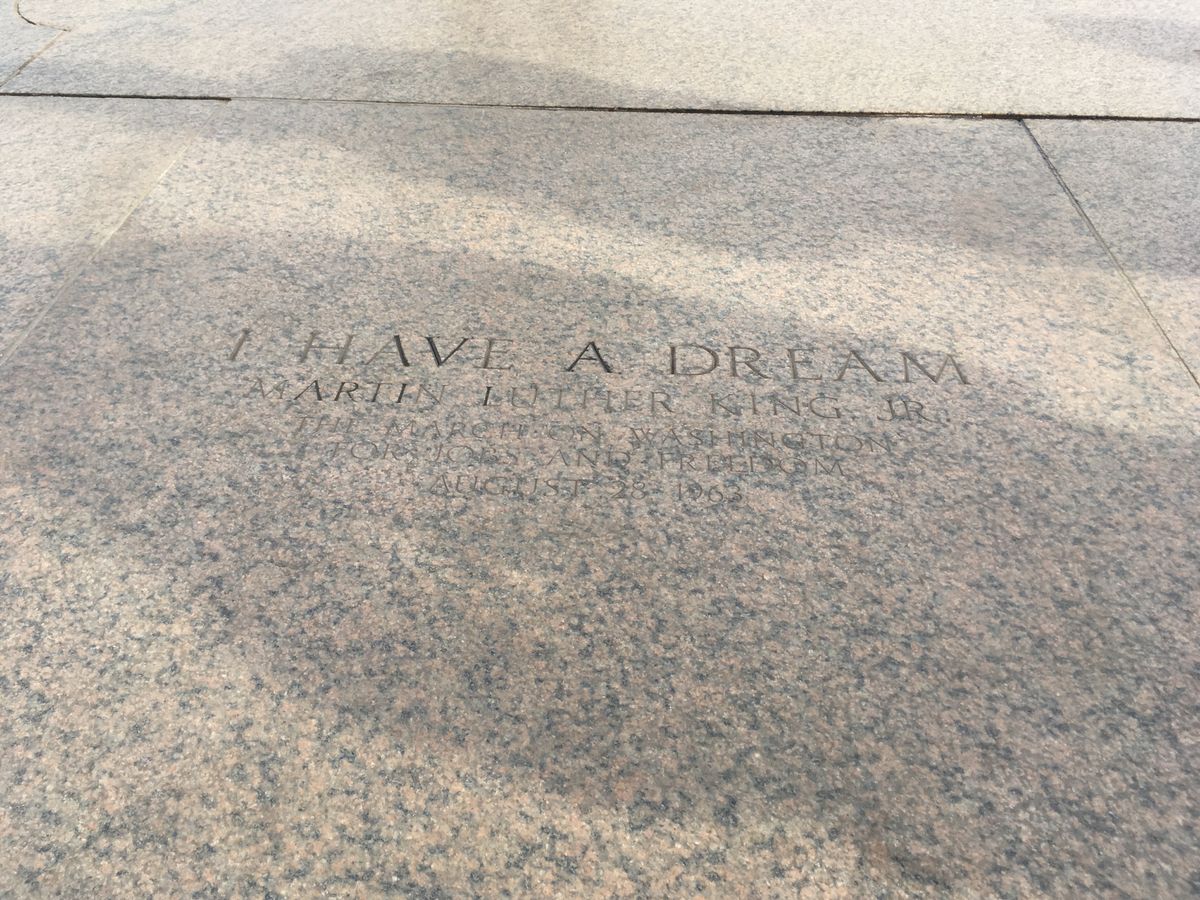 I HAVE A DREAM
MARTIN LUTHER KING JR.
THE MARCH ON WASHINGTON
FOR JOBS AND FREEDOM
AUGUST 28 1963